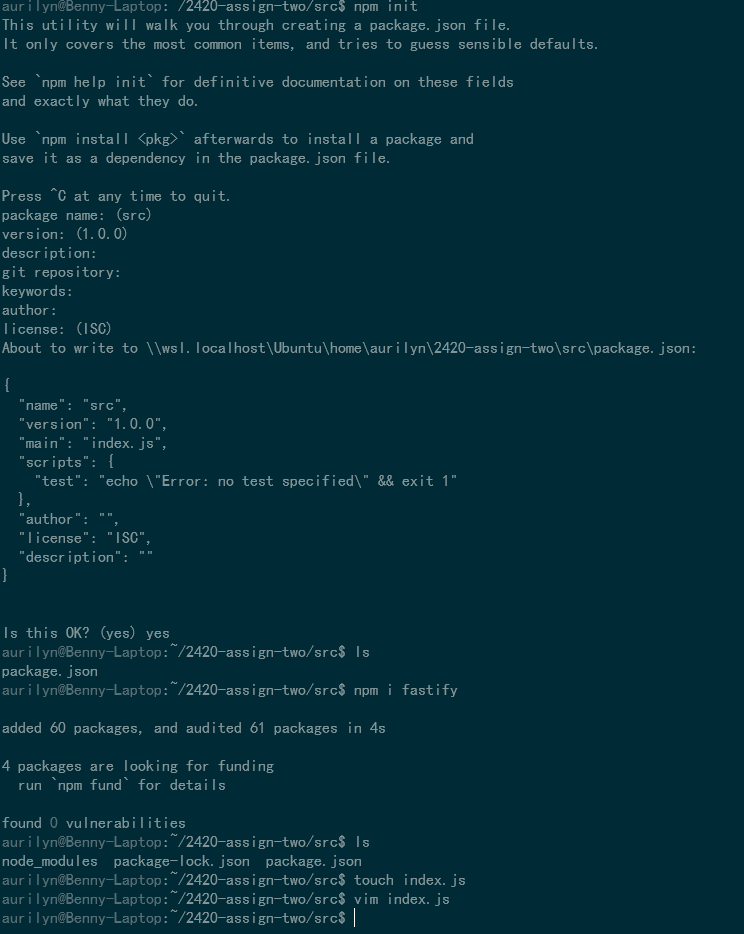 aurilyn@Benny-Laptop: /2420-assign-two/src$ npm init
This utility will walk you through creating a package.json file.
It only covers the most common items, and tries to guess sensible defaults.
See `npm help init` for definitive documentation on these fields
and exactly what they do.
Use `npm install <pkg>` afterwards to install a package and
save it as a dependency in the package.json file.
Press ^C at any time to quit.
package name: (src)
version: (1.0.0)
description:
git repository:
keywords:
author:
license: (ISC)
About to write to \\wsl.localhost\Ubuntu\home\aurilyn\2420-assign-two\src\package.json:
{
  "name": "src",
  "version": "1.0.0",
  "main": "index.js",
  "scripts": {
    "test": "echo \"Error: no test specified\" && exit 1"
  },
  "author": "",
  "license": "ISC",
  "description": ""
}
Is this OK? (yes) yes
aurilyn@Benny-Laptop:~/2420-assign-two/src$ ls
package.json
aurilyn@Benny-Laptop:~/2420-assign-two/src$ npm i fastify
added 60 packages, and audited 61 packages in 4s
4 packages are looking for funding
  run `npm fund` for details
found 0 vulnerabilities
aurilyn@Benny-Laptop:~/2420-assign-two/src$ ls
node_modules  package-lock.json  package.json
aurilyn@Benny-Laptop:~/2420-assign-two/src$ touch index.js
aurilyn@Benny-Laptop:~/2420-assign-two/src$ vim index.js
aurilyn@Benny-Laptop:~/2420-assign-two/src$